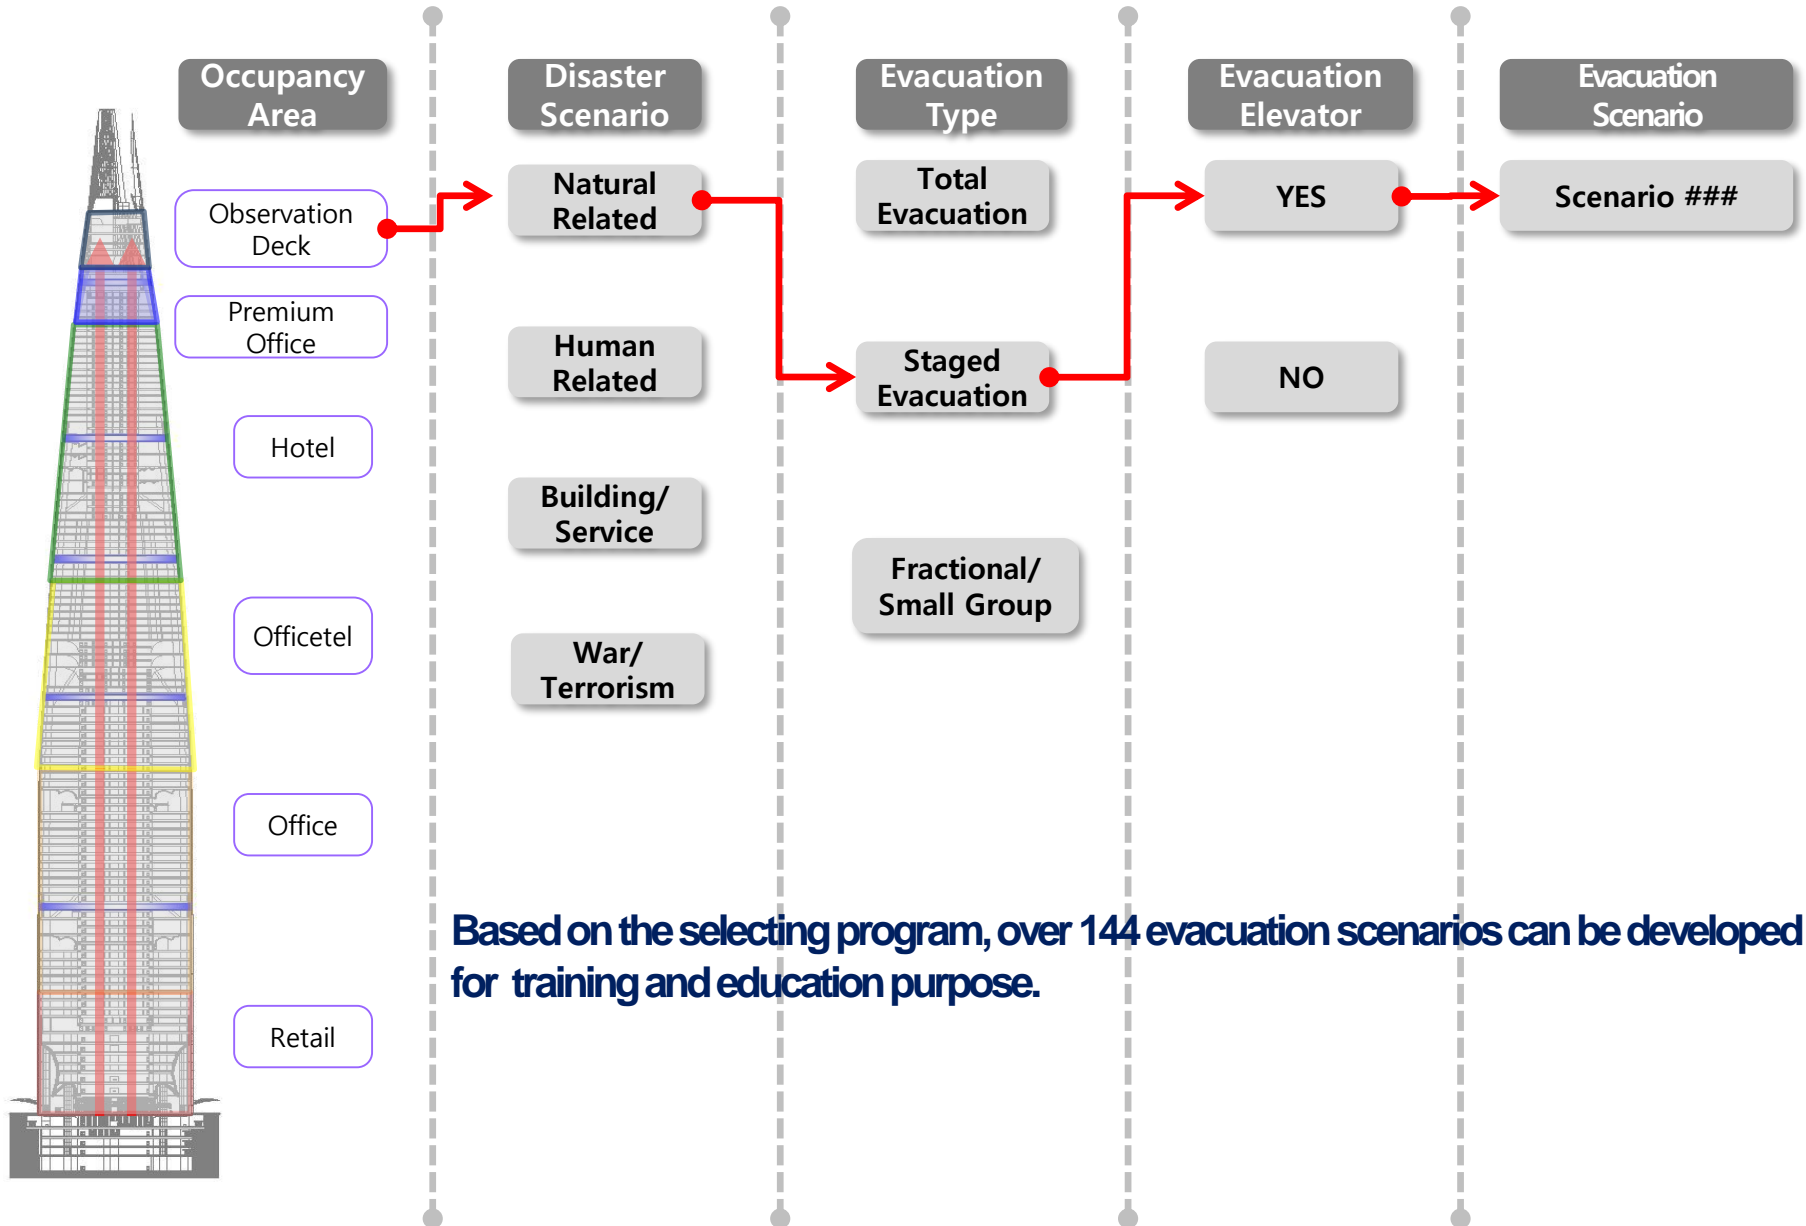 Occupancy
Area
Disaster
Scenario
Evacuation
Type
Evacuation
Elevator
Evacuation
Scenario
Observation
Deck
Premium
Office
Hotel
Officetel
Office
Retail
Natural
Related
Human
Related
Building/
Service
War/
Terrorism
Total
Evacuation
Staged
Evacuation
Fractional/
Small Group
YES
NO
Scenario ###
Based on the selecting program, over 144 evacuation scenarios can be developed
for training and education purpose.